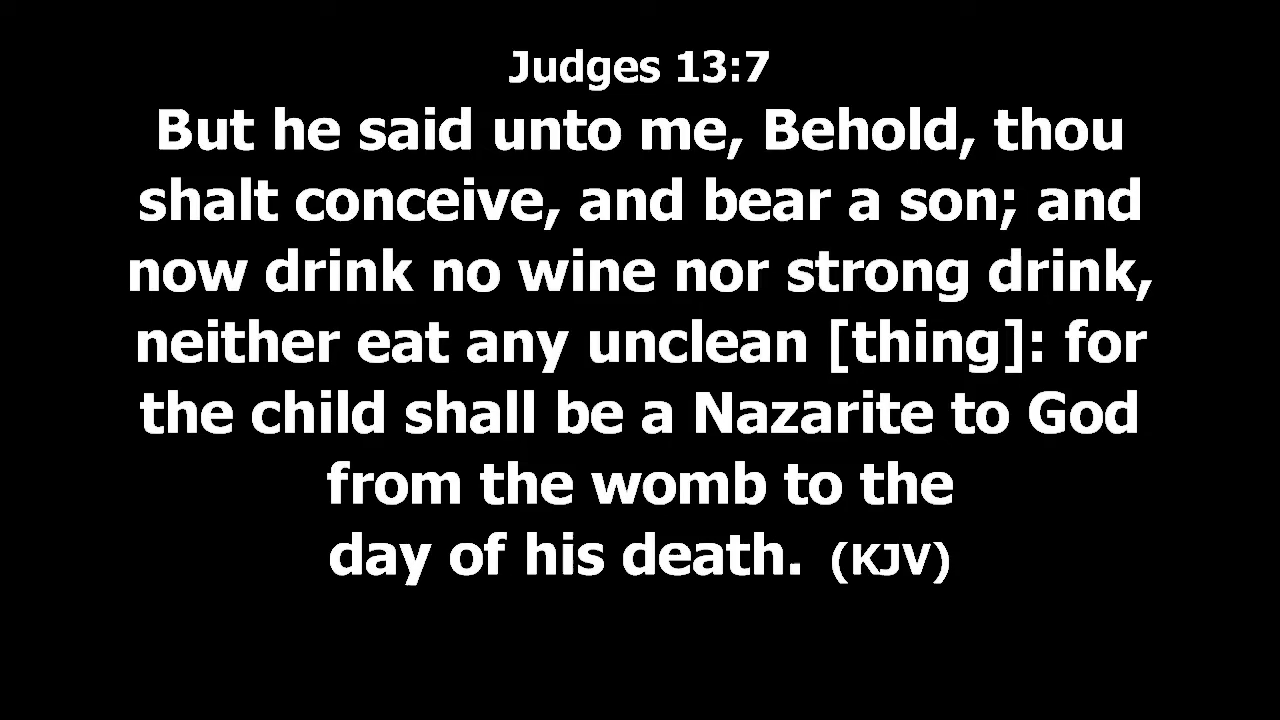 Judges 13:7
But he said unto me, Behold, thou
shalt conceive, and bear a son; and
now drink no wine nor strong drink,
neither eat any unclean [thing]: for
the child shall be a Nazarite to God
from the womb to the
day of his death. (KJV)